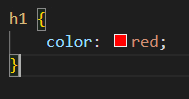 h1 {
    color: red;
}